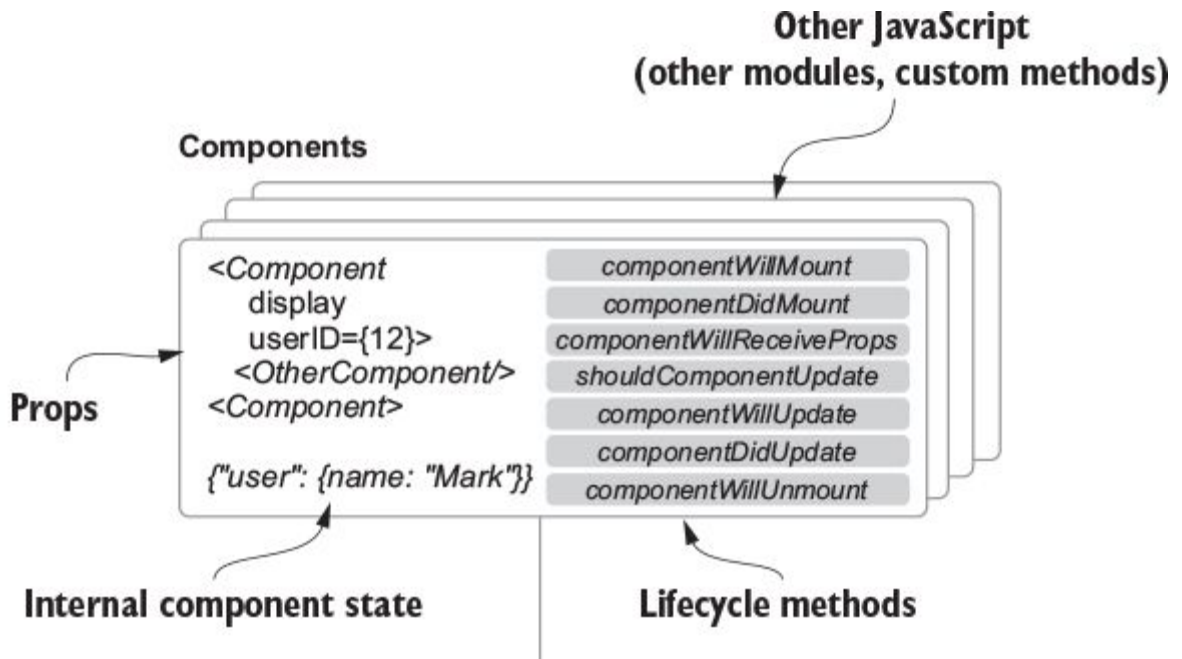 Other JavaScript
(other modules, custom methods)
Components
<Component
display
userID={12}>
<OtherComponent/>
<Component>
{"user": {name: "Mark"}}
componentWillMount
componentDidMount
componentWillReceiveProps
shouldComponentUpdate
componentWillUpdate
componentDidUpdate
componentWillUnmount
Props
Internal component state
Lifecycle methods